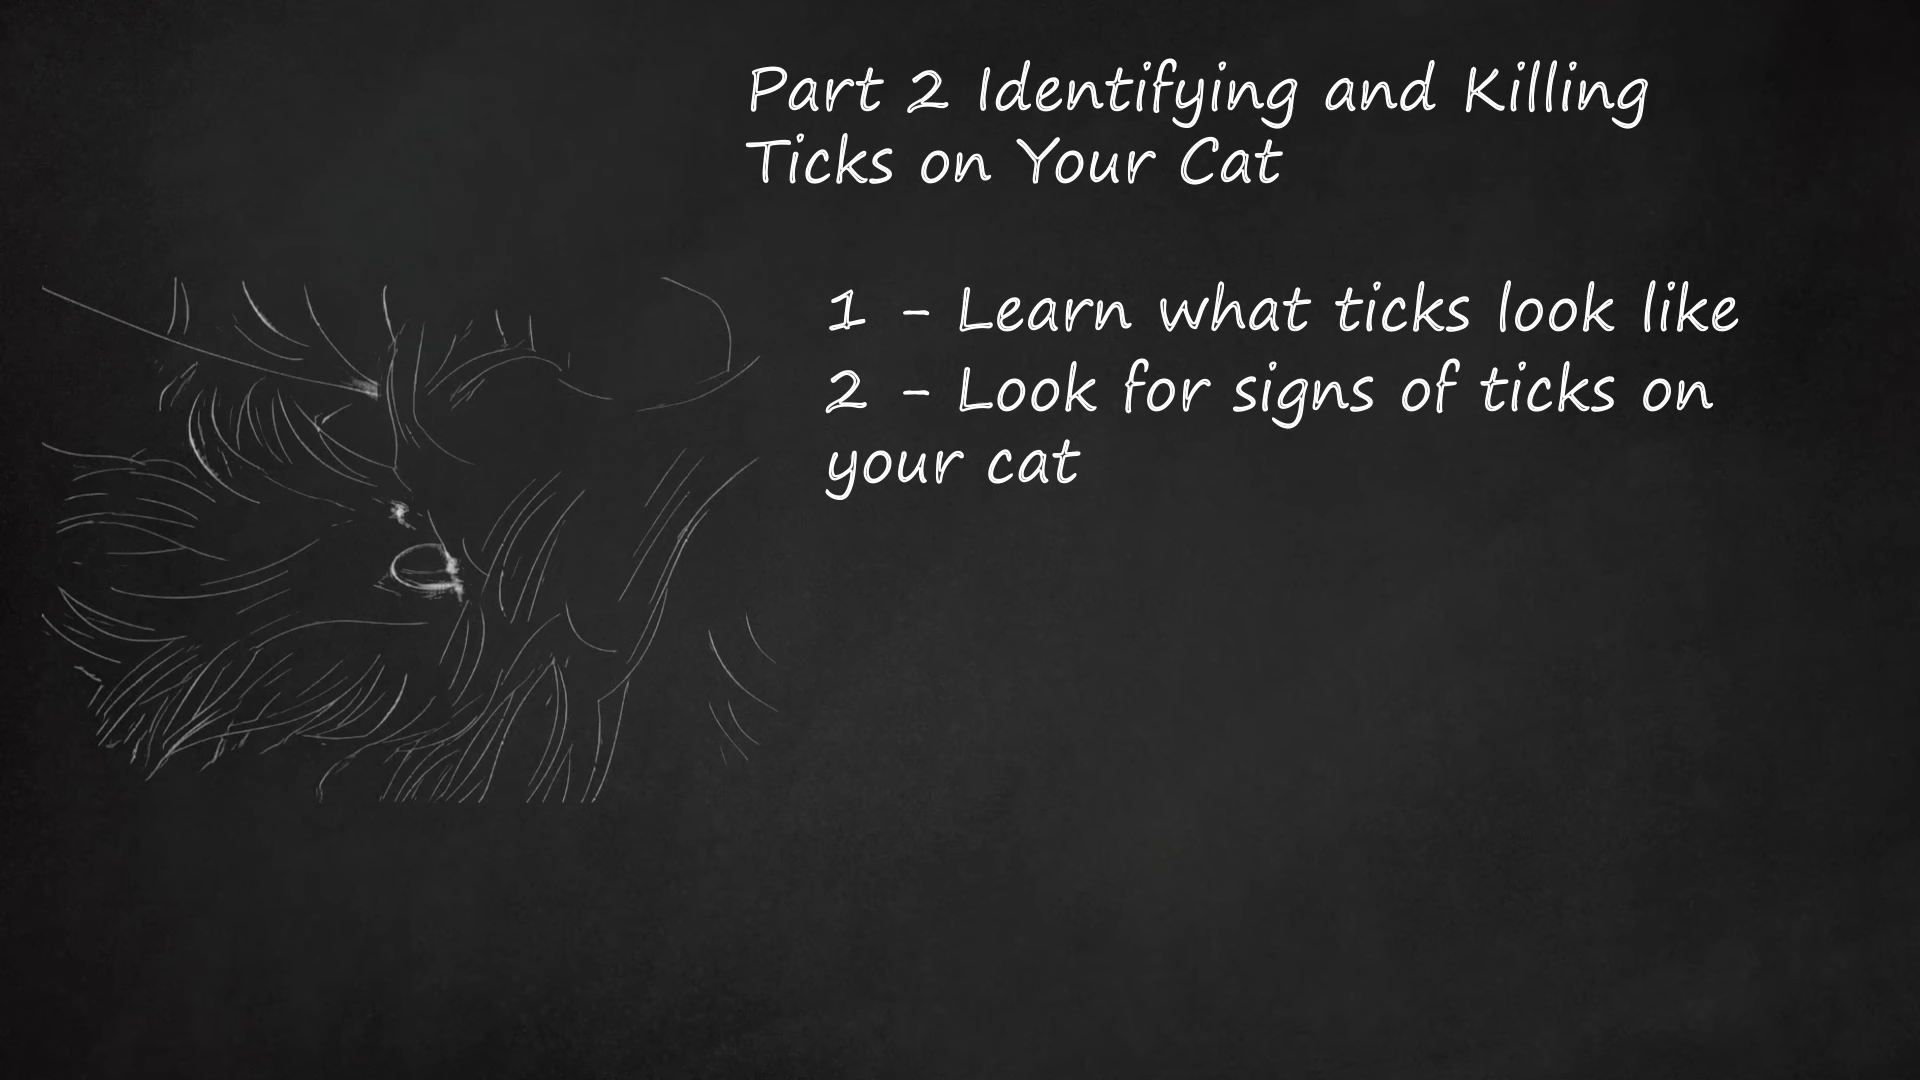 Part 2 Identifying and Killing
Ticks on Your Cat
1 - Learn what ticks look like
2 - Look for signs of ticks on
your cat